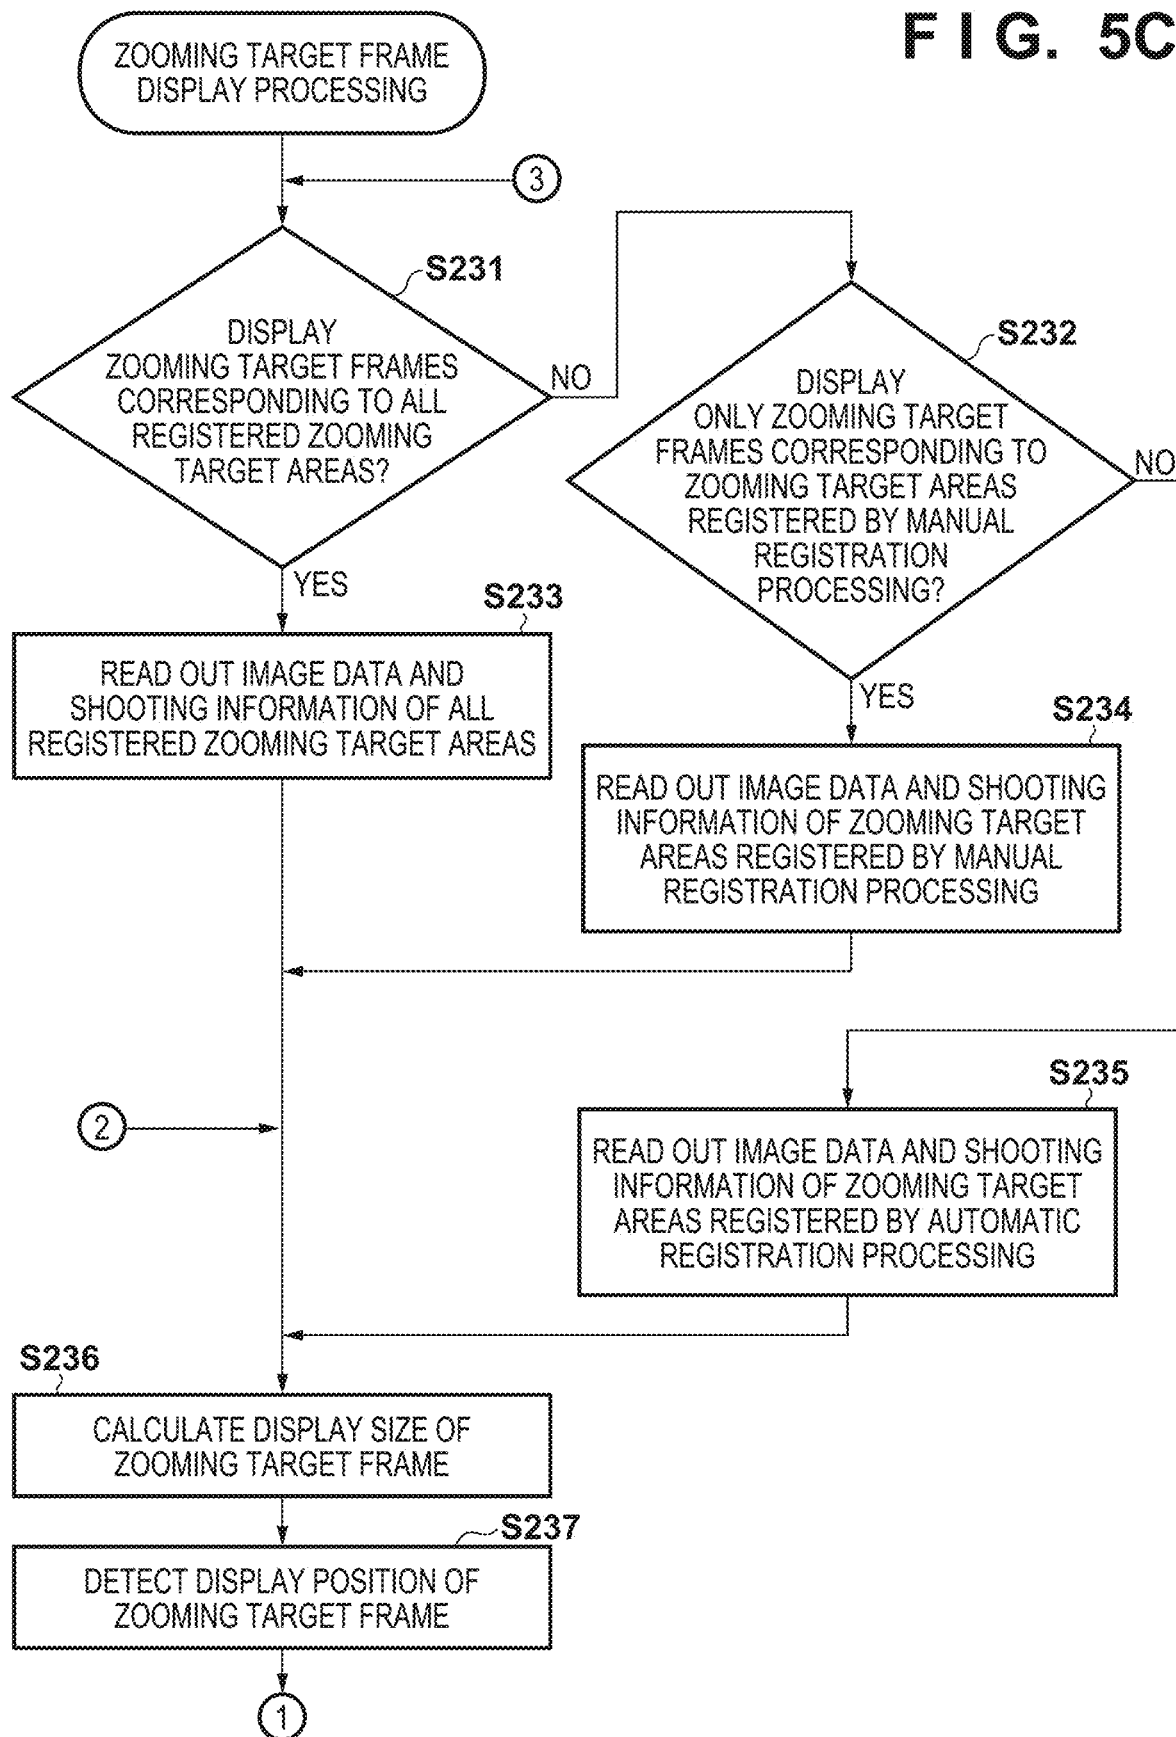 FIG. 5C
ZOOMING TARGET FRAME
DISPLAY PROCESSING
3
S231
DISPLAY
ZOOMING TARGET FRAMES
CORRESPONDING TO ALL
REGISTERED ZOOMING
TARGET AREAS?
NO
YES
S232
DISPLAY
ONLY ZOOMING TARGET
FRAMES CORRESPONDING TO
ZOOMING TARGET AREAS
REGISTERED BY MANUAL
REGISTRATION
PROCESSING?
NO
YES
S233
READ OUT IMAGE DATA AND
SHOOTING INFORMATION OF ALL
REGISTERED ZOOMING TARGET AREAS
S234
READ OUT IMAGE DATA AND SHOOTING
INFORMATION OF ZOOMING TARGET
AREAS REGISTERED BY MANUAL
REGISTRATION PROCESSING
2
S235
READ OUT IMAGE DATA AND SHOOTING
INFORMATION OF ZOOMING TARGET
AREAS REGISTERED BY AUTOMATIC
REGISTRATION PROCESSING
S236
CALCULATE DISPLAY SIZE OF
ZOOMING TARGET FRAME
S237
DETECT DISPLAY POSITION OF
ZOOMING TARGET FRAME
1